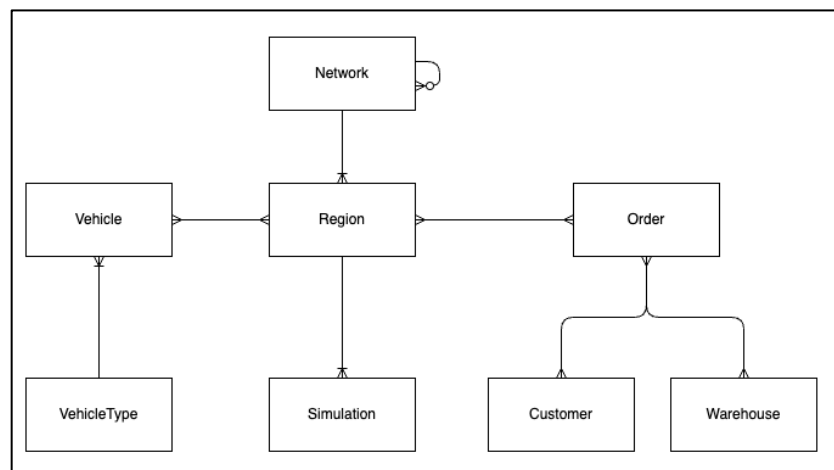 Network
Vehicle
Region
Order
VehicleType
Simulation
Customer
Warehouse